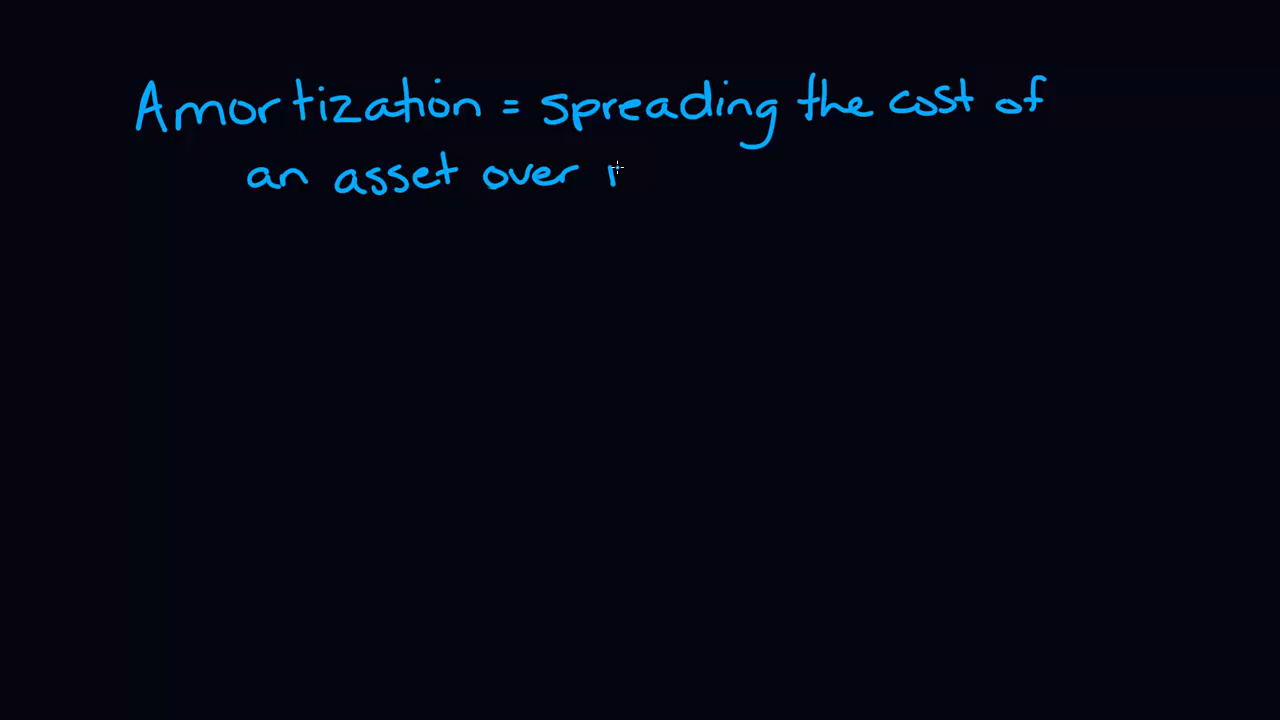 Amortization = spreading the cost of
an asset over